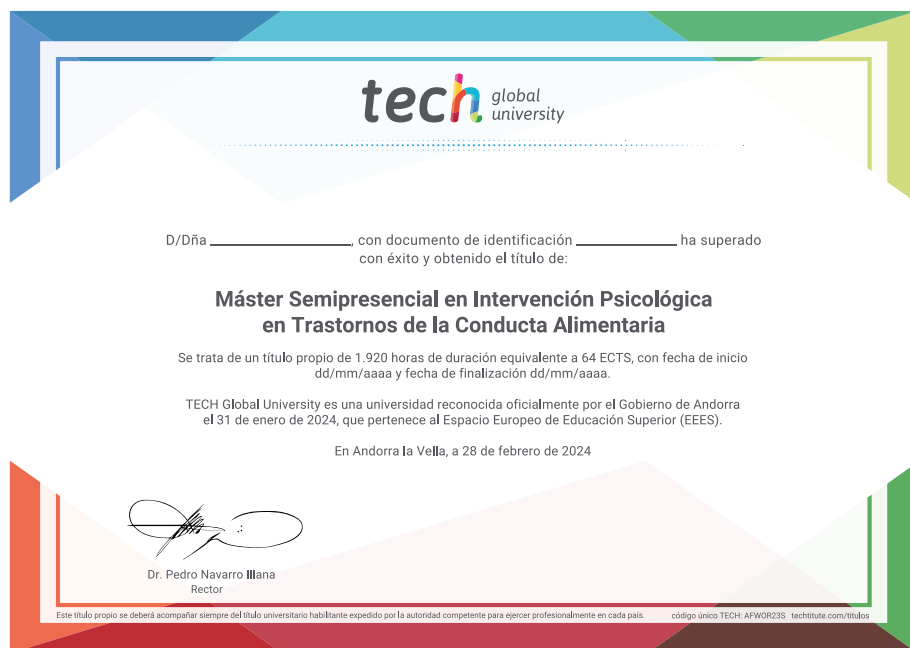 tech global university
D/Dña ______________________, con documento de identificación ______________ ha superado
con éxito y obtenido el título de:
Máster Semipresencial en Intervención Psicológica
en Trastornos de la Conducta Alimentaria
Se trata de un título propio de 1.920 horas de duración equivalente a 64 ECTS, con fecha de inicio
dd/mm/aaaa y fecha de finalización dd/mm/aaaa.
TECH Global University es una universidad reconocida oficialmente por el Gobierno de Andorra
el 31 de enero de 2024, que pertenece al Espacio Europeo de Educación Superior (EEES).
En Andorra la Vella, a 28 de febrero de 2024
Dr. Pedro Navarro Illana
Rector
Este título propio se deberá acompañar siempre del título universitario habilitante expedido por la autoridad competente para ejercer profesionalmente en cada país. código único TECH: AFWOR23S techtitute.com/titulos